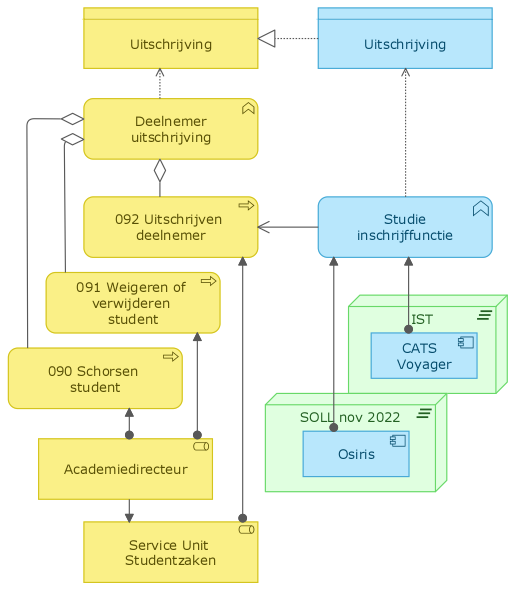 Uitschrijving
Uitschrijving
Deelnemer
uitschrijving
092 Uitschrijven
deelnemer
Studie
inschrijffunctie
091 Weigeren of
verwijderen
student
IST
CATS
Voyager
090 Schorsen
student
SOLL nov 2022
Osiris
Academiedirecteur
Service Unit
Studentzaken